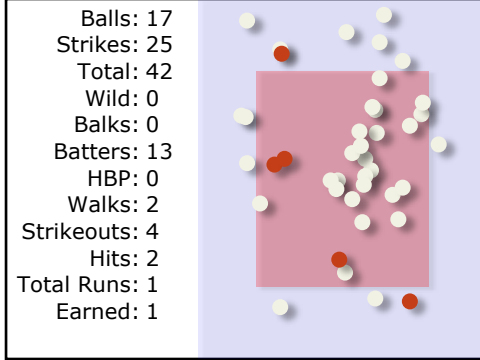 Balls: 17
Strikes: 25
Total: 42
Wild: 0
Balks: 0
Batters: 13
HBP: 0
Walks: 2
Strikeouts: 4
Hits: 2
Total Runs: 1
Earned: 1